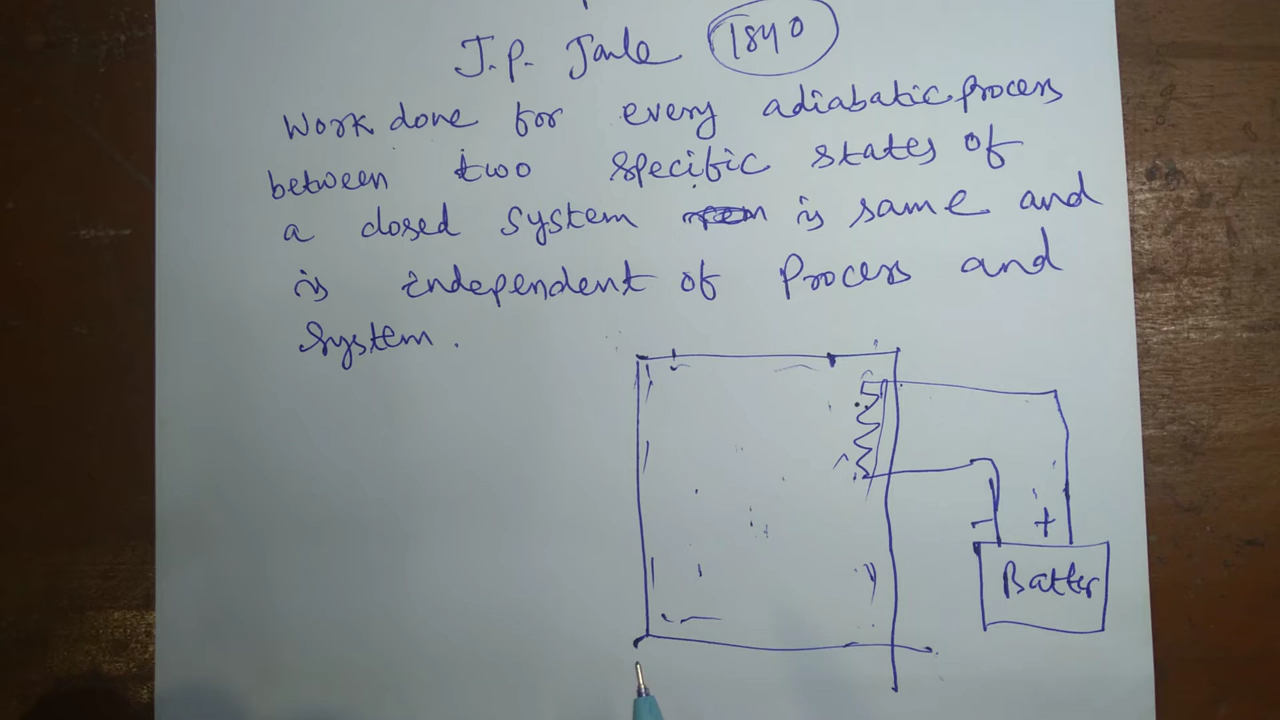 J.P. Joule 1840
Work done for every adiabatic process
between two specific states of
a closed system is same and
is independent of Process and
System.
- +
Batter